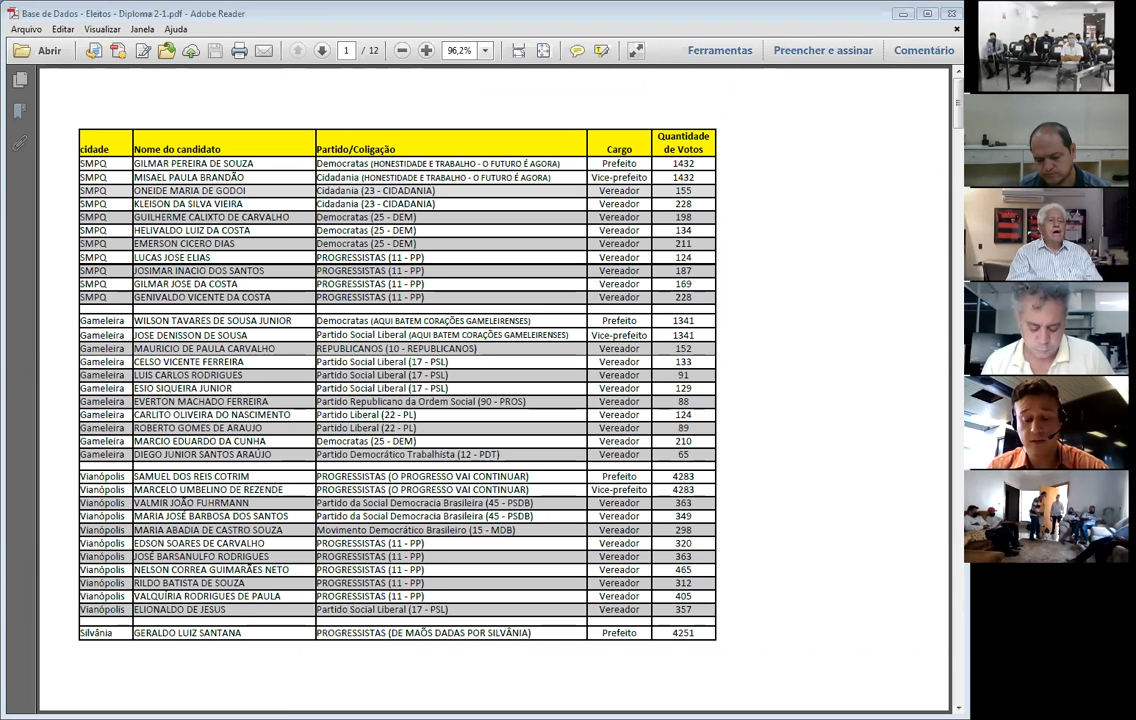 Base de Dados - Eleitos - Diploma 2-1.pdf - Adobe Reader
Arquivo Editar Visualizar Janela Ajuda
Abrir 1 / 12 96,2% Ferramentas Preencher e assinar Comentário
cidade Nome do candidato Partido/Coligação Cargo Quantidade de Votos
SMPQ GILMAR PEREIRA DE SOUZA Democratas (HONESTIDADE E TRABALHO - O FUTURO É AGORA) Prefeito 1432
SMPQ MISAEL PAULA BRANDÃO Cidadania (HONESTIDADE E TRABALHO - O FUTURO É AGORA) Vice-prefeito 1432
SMPQ ONEIDE MARIA DE GODOI Cidadania (23 - CIDADANIA) Vereador 155
SMPQ KLEISON DA SILVA VIEIRA Cidadania (23 - CIDADANIA) Vereador 228
SMPQ GUILHERME CALIXTO DE CARVALHO Democratas (25 - DEM) Vereador 198
SMPQ HELIVALDO LUIZ DA COSTA Democratas (25 - DEM) Vereador 134
SMPQ EMERSON CICERO DIAS Democratas (25 - DEM) Vereador 211
SMPQ LUCAS JOSE ELIAS PROGRESSISTAS (11 - PP) Vereador 124
SMPQ JOSIMAR INACIO DOS SANTOS PROGRESSISTAS (11 - PP) Vereador 187
SMPQ GILMAR JOSE DA COSTA PROGRESSISTAS (11 - PP) Vereador 169
SMPQ GENIVALDO VICENTE DA COSTA PROGRESSISTAS (11 - PP) Vereador 228
Gameleira WILSON TAVARES DE SOUSA JUNIOR Democratas (AQUI BATEM CORAÇÕES GAMELEIRENSES) Prefeito 1341
Gameleira JOSE DENISSON DE SOUSA Partido Social Liberal (AQUI BATEM CORAÇÕES GAMELEIRENSES) Vice-prefeito 1341
Gameleira MAURICIO DE PAULA CARVALHO REPUBLICANOS (10 - REPUBLICANOS) Vereador 152
Gameleira CELSO VICENTE FERREIRA Partido Social Liberal (17 - PSL) Vereador 133
Gameleira LUIS CARLOS RODRIGUES Partido Social Liberal (17 - PSL) Vereador 91
Gameleira ESIO SIQUEIRA JUNIOR Partido Social Liberal (17 - PSL) Vereador 129
Gameleira EVERTON MACHADO FERREIRA Partido Republicano da Ordem Social (90 - PROS) Vereador 88
Gameleira CARLITO OLIVEIRA DO NASCIMENTO Partido Liberal (22 - PL) Vereador 124
Gameleira ROBERTO GOMES DE ARAUJO Partido Liberal (22 - PL) Vereador 89
Gameleira MARCIO EDUARDO DA CUNHA Democratas (25 - DEM) Vereador 210
Gameleira DIEGO JUNIOR SANTOS ARAÚJO Partido Democrático Trabalhista (12 - PDT) Vereador 65
Vianópolis SAMUEL DOS REIS COTRIM PROGRESSISTAS (O PROGRESSO VAI CONTINUAR) Prefeito 4283
Vianópolis MARCELO UMBELINO DE REZENDE PROGRESSISTAS (O PROGRESSO VAI CONTINUAR) Vice-prefeito 4283
Vianópolis VALMIR JOÃO FUHRMANN Partido da Social Democracia Brasileira (45 - PSDB) Vereador 363
Vianópolis MARIA JOSÉ BARBOSA DOS SANTOS Partido da Social Democracia Brasileira (45 - PSDB) Vereador 349
Vianópolis MARIA ABADIA DE CASTRO SOUZA Movimento Democrático Brasileiro (15 - MDB) Vereador 298
Vianópolis EDSON SOARES DE CARVALHO PROGRESSISTAS (11 - PP) Vereador 320
Vianópolis JOSÉ BARSANULFO RODRIGUES PROGRESSISTAS (11 - PP) Vereador 363
Vianópolis NELSON CORREA GUIMARÃES NETO PROGRESSISTAS (11 - PP) Vereador 465
Vianópolis RILDO BATISTA DE SOUZA PROGRESSISTAS (11 - PP) Vereador 312
Vianópolis VALQUÍRIA RODRIGUES DE PAULA PROGRESSISTAS (11 - PP) Vereador 405
Vianópolis ELIONALDO DE JESUS Partido Social Liberal (17 - PSL) Vereador 357
Silvânia GERALDO LUIZ SANTANA PROGRESSISTAS (DE MAÕS DADAS POR SILVÂNIA) Prefeito 4251